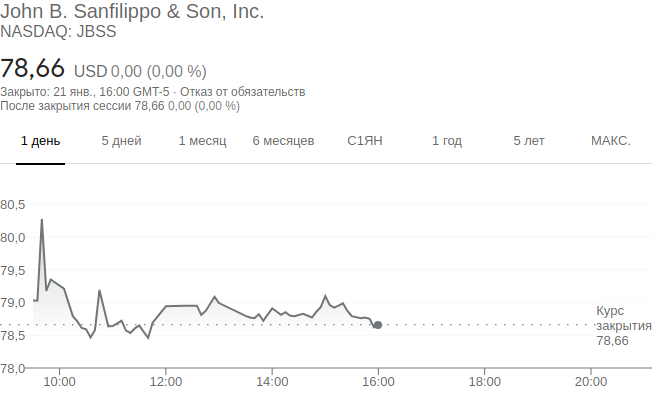 John B. Sanfilippo & Son, Inc.
NASDAQ: JBSS
78,66 USD 0,00 (0,00 %)
Закрыто: 21 янв., 16:00 GMT-5 · Отказ от обязательств
После закрытия сессии 78,66 0,00 (0,00 %)
1 день 5 дней 1 месяц 6 месяцев С1ЯН 1 год 5 лет МАКС.
80,5
80,0
79,5
79,0
78,5
78,0
Курс
закрытия
78,66
10:00 12:00 14:00 16:00 18:00 20:00